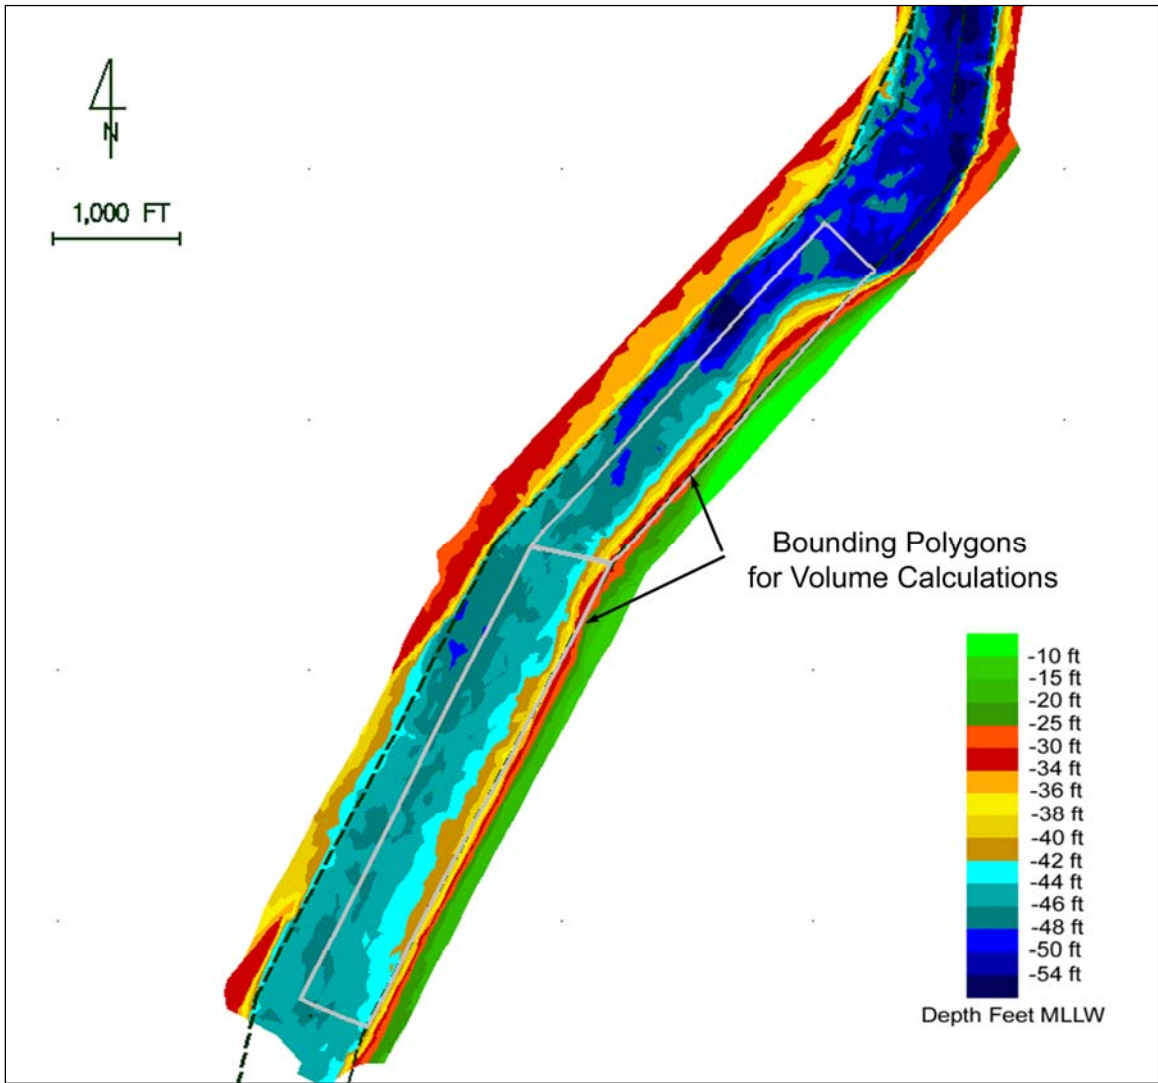 N
1,000 FT
Bounding Polygons
for Volume Calculations
-10 ft
-15 ft
-20 ft
-25 ft
-30 ft
-34 ft
-36 ft
-38 ft
-40 ft
-42 ft
-44 ft
-46 ft
-48 ft
-50 ft
-54 ft
Depth Feet MLLW